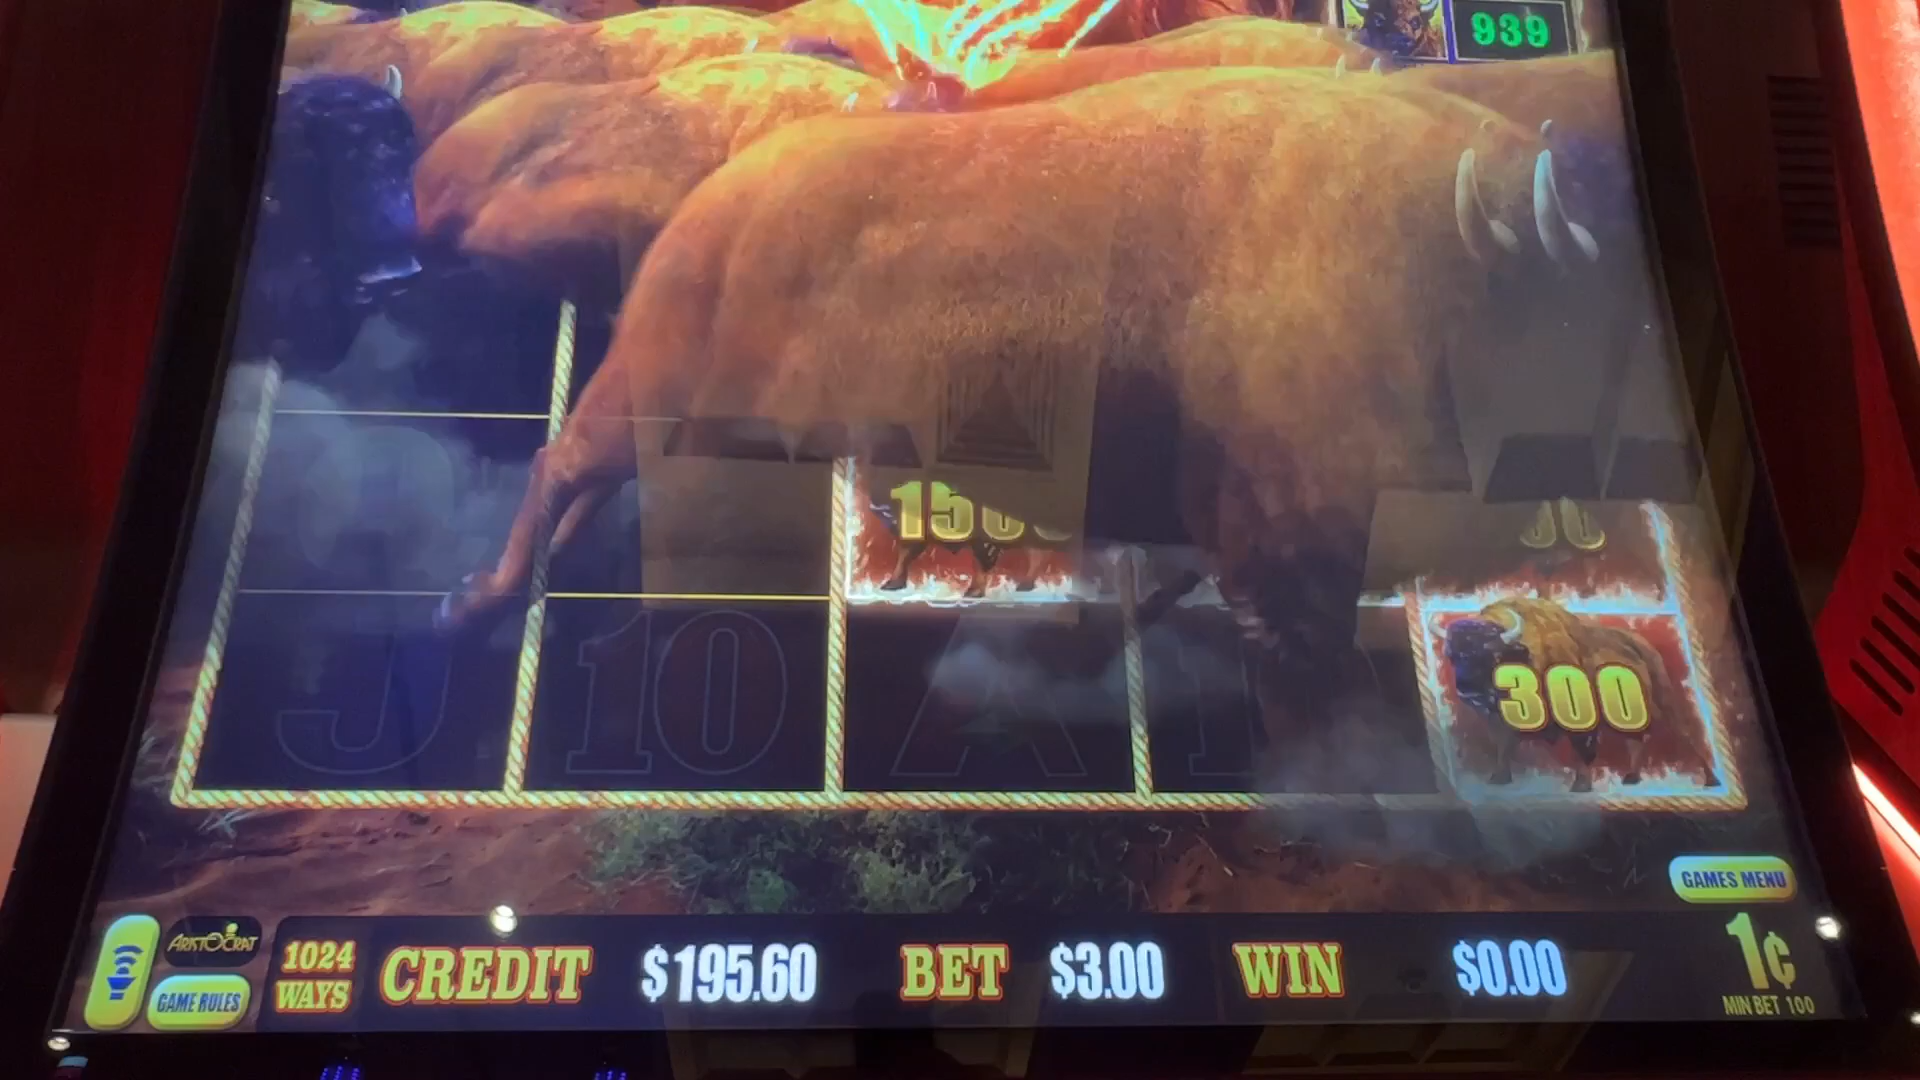 939
300
J 10 A
GAMES MENU
ARISTOCRAT
GAME RULES
1024
WAYS
CREDIT $195.60 BET $3.00 WIN $0.00
1¢
MIN BET 100